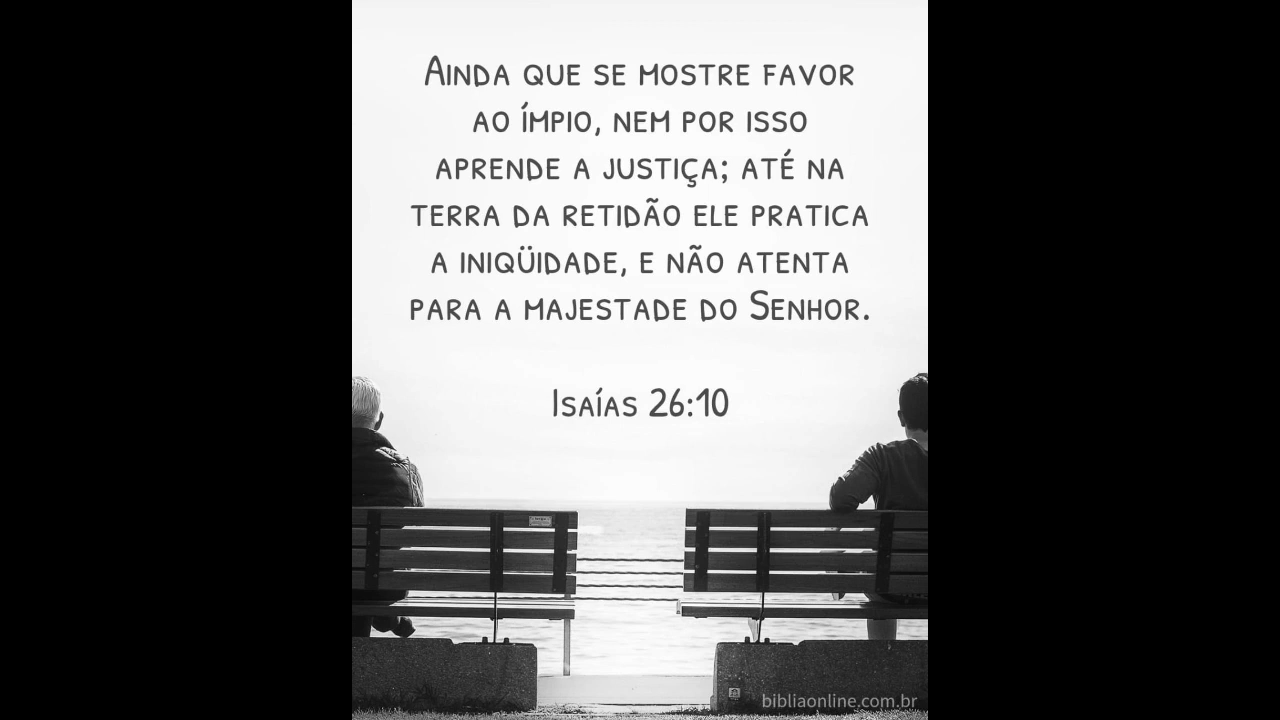 Ainda que se mostre favor
ao ímpio, nem por isso
aprende a justiça; até na
terra da retidão ele pratica
a iniqüidade, e não atenta
para a majestade do Senhor.
Isaías 26:10
bibliaonline.com.br